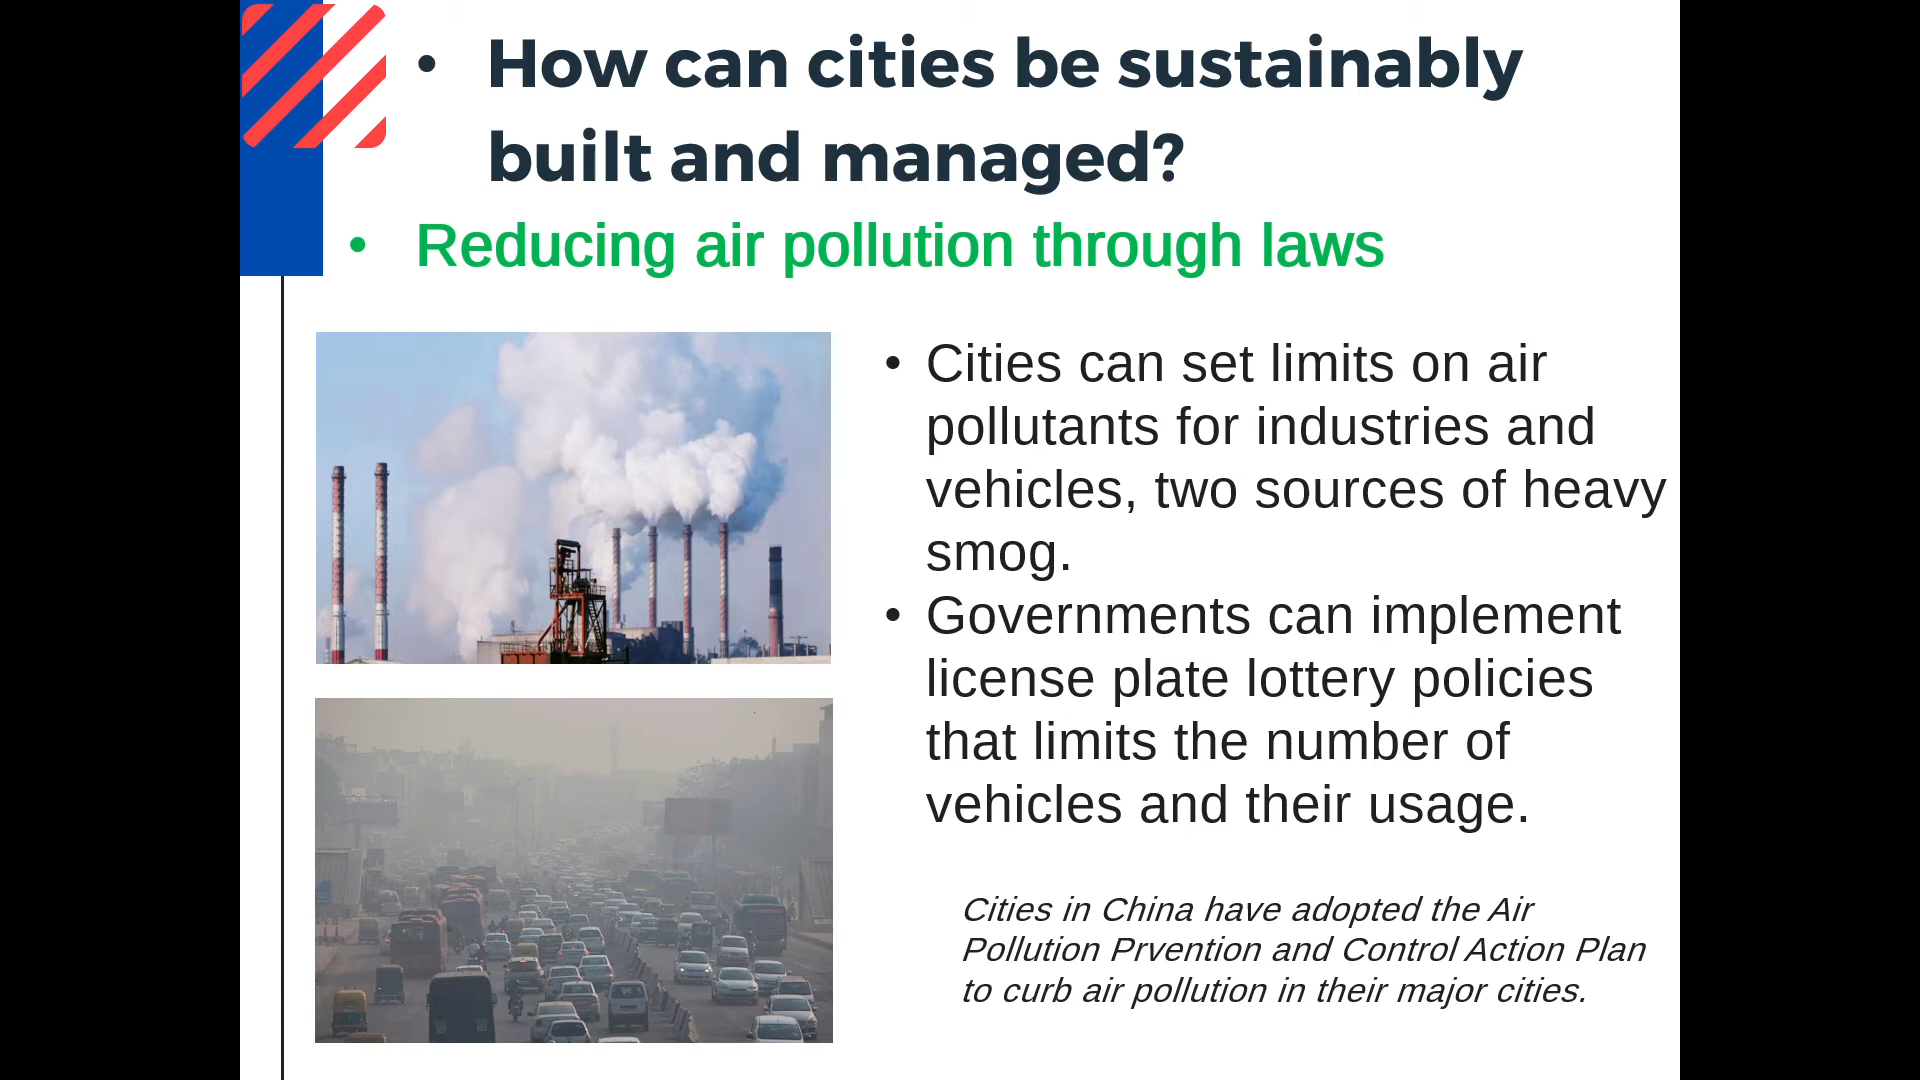 • How can cities be sustainably
built and managed?
• Reducing air pollution through laws
• Cities can set limits on air
pollutants for industries and
vehicles, two sources of heavy
smog.
• Governments can implement
license plate lottery policies
that limits the number of
vehicles and their usage.
Cities in China have adopted the Air
Pollution Prvention and Control Action Plan
to curb air pollution in their major cities.